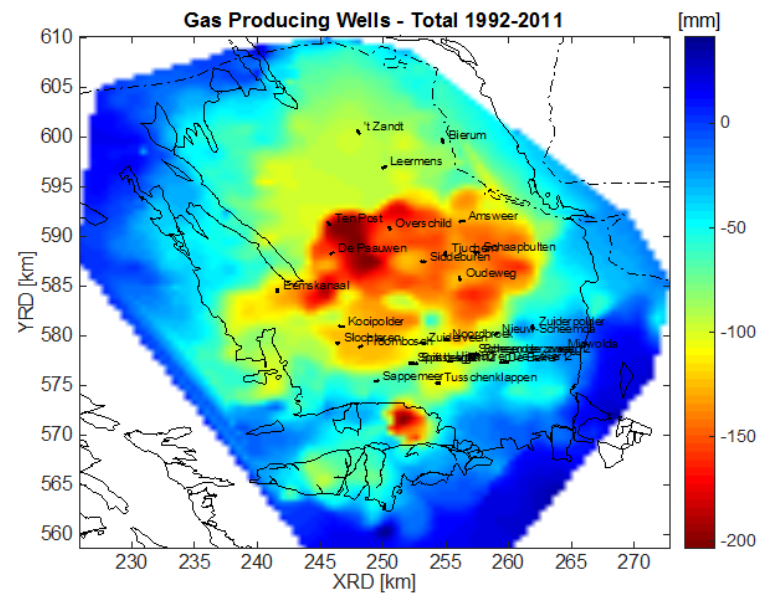 Gas Producing Wells - Total 1992-2011
[mm]
610
605
600
595
590
585
580
575
570
565
560
YRD [km]
't Zandt
Bierum
Leermens
Ten Post
Overschild
Amsweer
De Paauwen
Tjuchem
Schaapbulten
Siddeburen
Oudeweg
Eemskanaal
Kooipolder
Zuiderpolder
Noordbroek
Nieuw Scheemda
Slochteren
Zuiderveen
Midwolda
Sappemeer
Tusschenklappen
230
235
240
245
250
255
260
265
270
XRD [km]
0
-50
-100
-150
-200